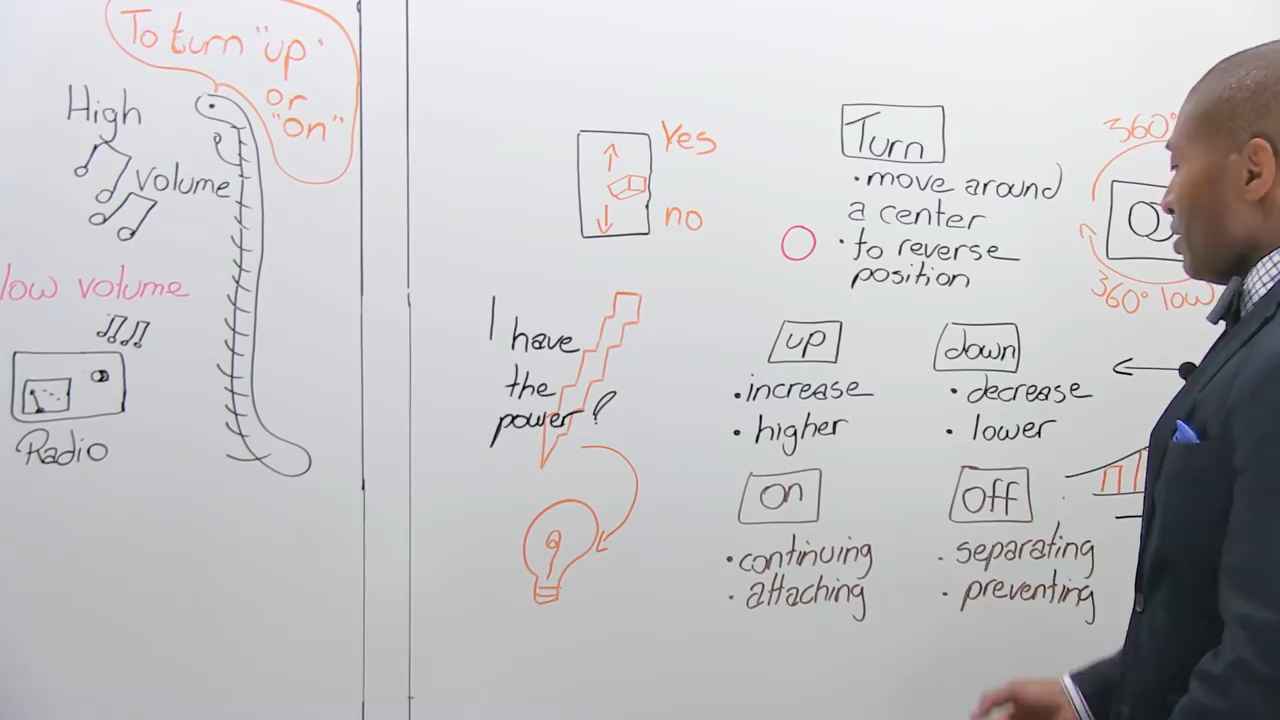 To turn "up"
or
"on"
High
volume
low volume
Radio
Yes
no
I have
the
power!
Turn
• move around
a center
• to reverse
position
360°
360° low
up
• increase
• higher
down
• decrease
• lower
On
• continuing
• attaching
Off
• separating
• preventing